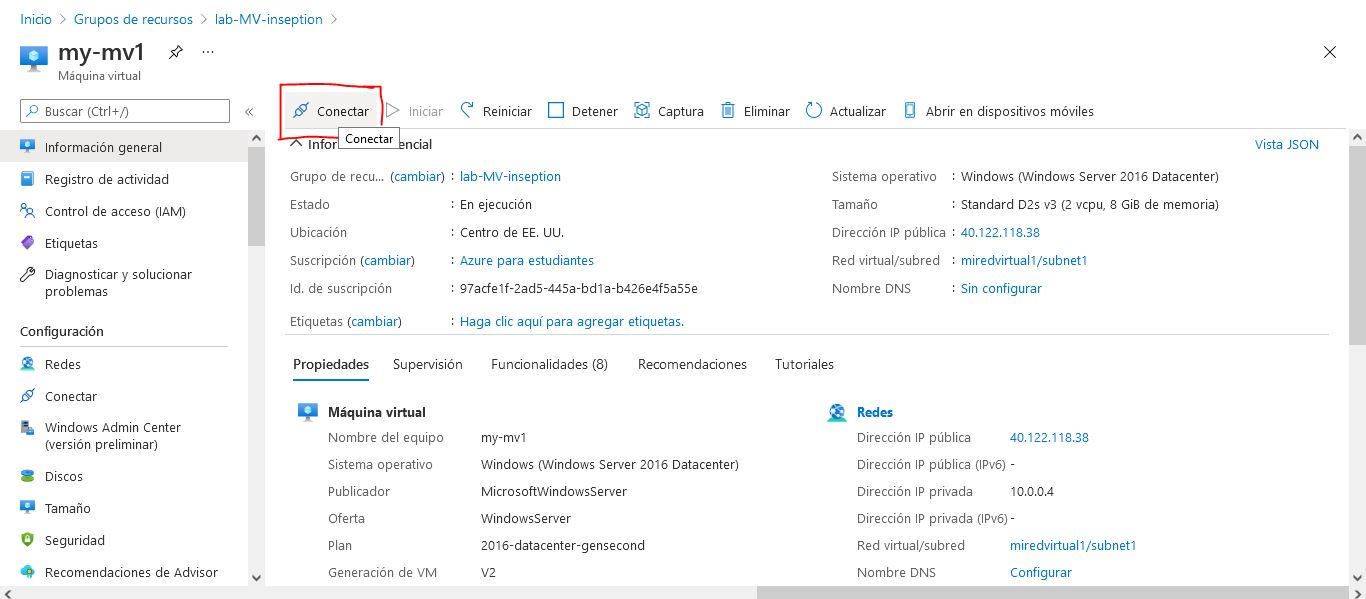 Inicio > Grupos de recursos > lab-MV-inseption >
my-mv1 ...
Máquina virtual
Buscar (Ctrl+/) «
Conectar Iniciar Reiniciar Detener Captura Eliminar Actualizar Abrir en dispositivos móviles
Conectar
Información general
Registro de actividad
Control de acceso (IAM)
Etiquetas
Diagnosticar y solucionar
problemas
Configuración
Redes
Conectar
Windows Admin Center
(versión preliminar)
Discos
Tamaño
Seguridad
Recomendaciones de Advisor
Infor encial Vista JSON
Grupo de recu... (cambiar) : lab-MV-inseption
Estado : En ejecución
Ubicación : Centro de EE. UU.
Suscripción (cambiar) : Azure para estudiantes
Id. de suscripción : 97acfe1f-2ad5-445a-bd1a-b426e4f5a55e
Etiquetas (cambiar) : Haga clic aquí para agregar etiquetas.
Sistema operativo : Windows (Windows Server 2016 Datacenter)
Tamaño : Standard D2s v3 (2 vcpu, 8 GiB de memoria)
Dirección IP pública : 40.122.118.38
Red virtual/subred : miredvirtual1/subnet1
Nombre DNS : Sin configurar
Propiedades Supervisión Funcionalidades (8) Recomendaciones Tutoriales
Máquina virtual
Nombre del equipo my-mv1
Sistema operativo Windows (Windows Server 2016 Datacenter)
Publicador MicrosoftWindowsServer
Oferta WindowsServer
Plan 2016-datacenter-gensecond
Generación de VM V2
Redes
Dirección IP pública 40.122.118.38
Dirección IP pública (IPv6) -
Dirección IP privada 10.0.0.4
Dirección IP privada (IPv6) -
Red virtual/subred miredvirtual1/subnet1
Nombre DNS Configurar